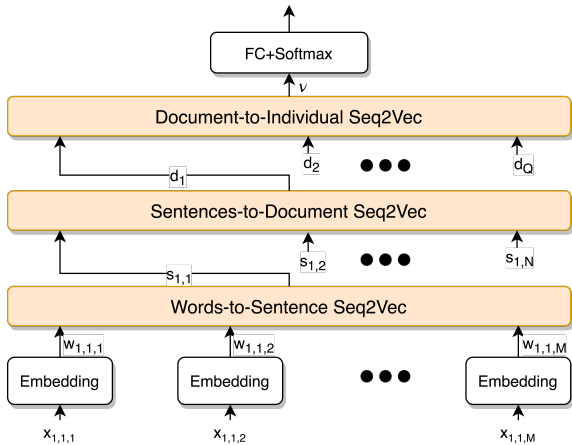 FC+Softmax
ν
Document-to-Individual Seq2Vec
d1 d2 dQ
Sentences-to-Document Seq2Vec
s1,1 s1,2 s1,N
Words-to-Sentence Seq2Vec
w1,1,1 w1,1,2 w1,1,M
Embedding Embedding Embedding
x1,1,1 x1,1,2 x1,1,M